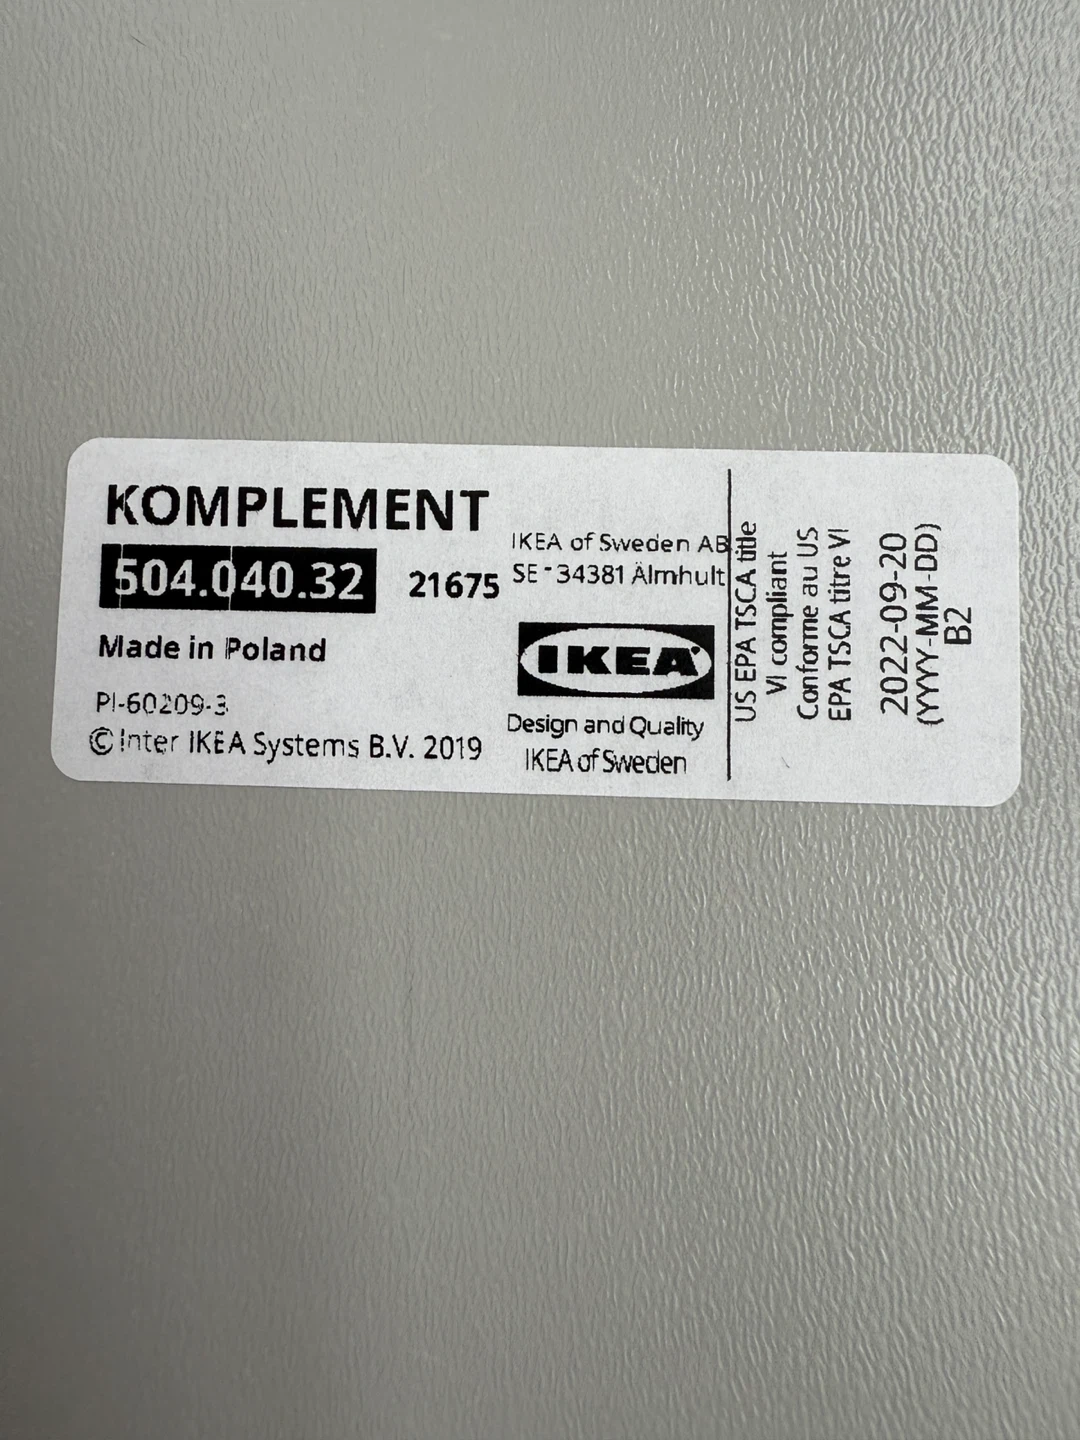 KOMPLEMENT
504.040.32 21675
Made in Poland
PI-60209-3
© Inter IKEA Systems B.V. 2019
IKEA of Sweden AB
SE-34381 Älmhult
IKEA
Design and Quality
IKEA of Sweden
US EPA TSCA title
VI compliant
Conforme au US
EPA TSCA titre VI
2022-09-20
(YYYY-MM-DD)
B2